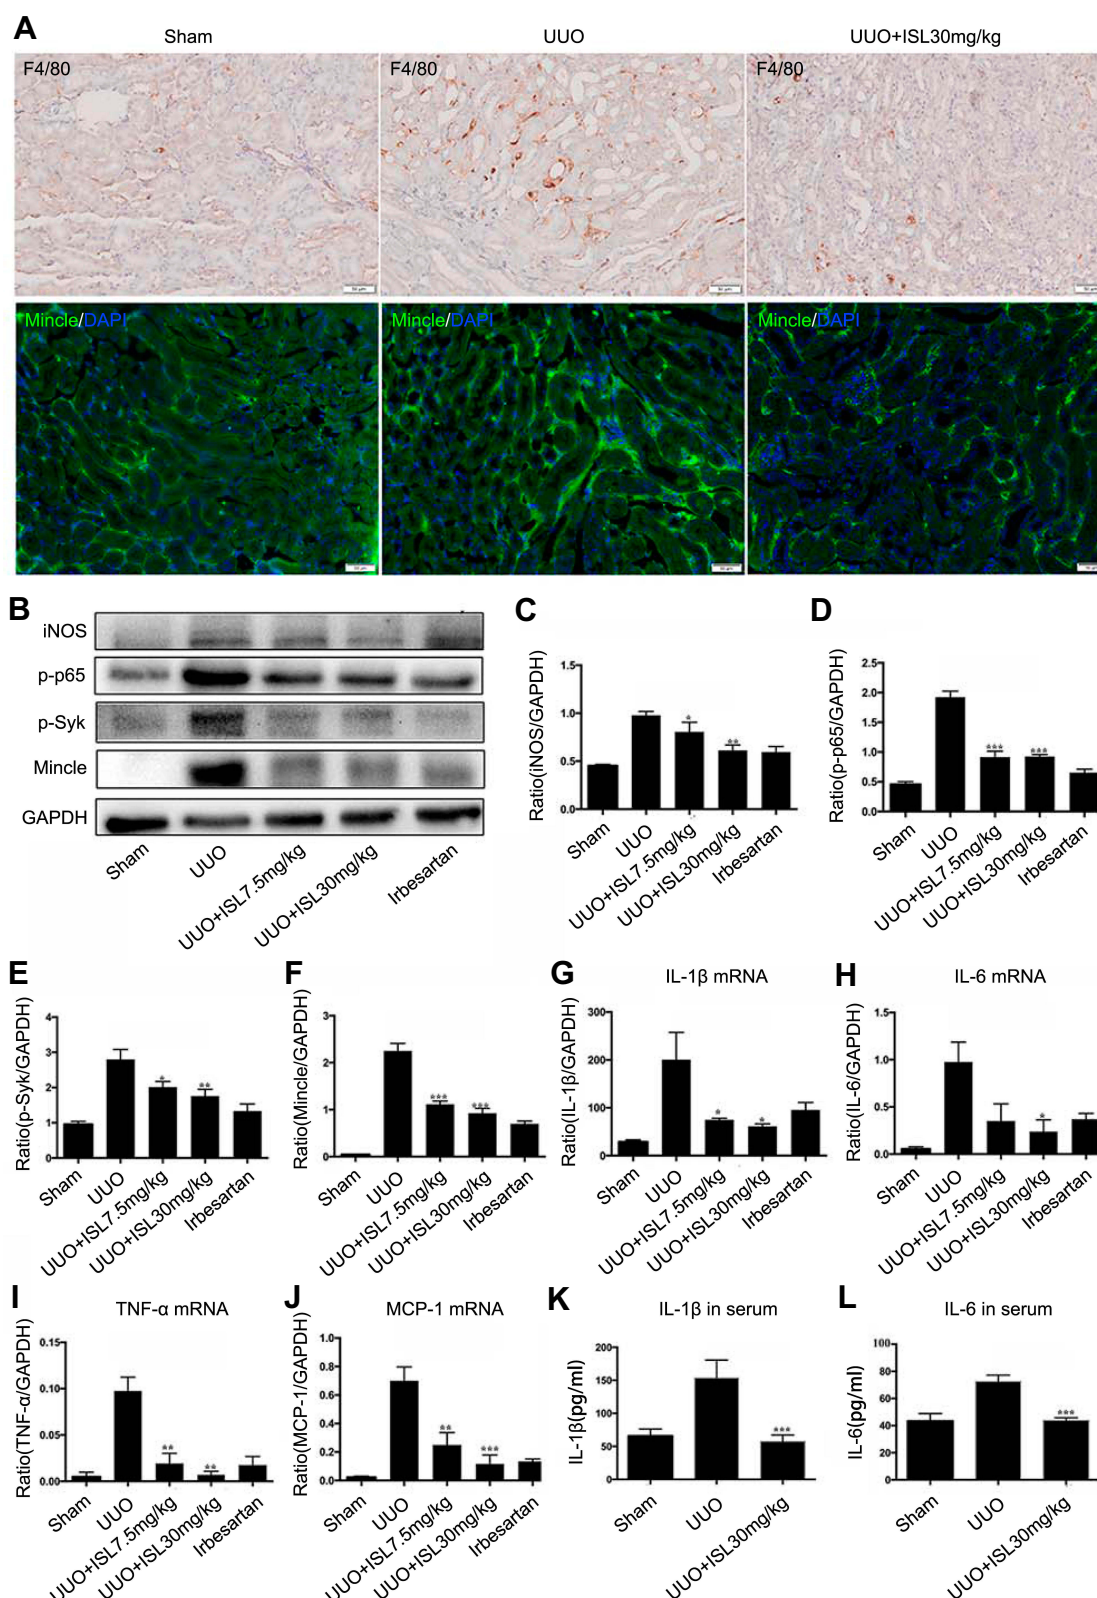 A
Sham
UUO
UUO+ISL30mg/kg
F4/80
F4/80
F4/80
Mincle/DAPI
Mincle/DAPI
Mincle/DAPI
B
iNOS
p-p65
p-Syk
Mincle
GAPDH
Sham
UUO
UUO+ISL7.5mg/kg
UUO+ISL30mg/kg
Irbesartan
C
Ratio(iNOS/GAPDH)
1.5
1.0
0.5
0.0
*
**
Sham
UUO
UUO+ISL7.5mg/kg
UUO+ISL30mg/kg
Irbesartan
D
Ratio(p-p65/GAPDH)
2.5
2.0
1.5
1.0
0.5
0.0
***
***
Sham
UUO
UUO+ISL7.5mg/kg
UUO+ISL30mg/kg
Irbesartan
E
Ratio(p-Syk/GAPDH)
4
3
2
1
0
*
**
Sham
UUO
UUO+ISL7.5mg/kg
UUO+ISL30mg/kg
Irbesartan
F
Ratio(Mincle/GAPDH)
3
2
1
0
***
***
Sham
UUO
UUO+ISL7.5mg/kg
UUO+ISL30mg/kg
Irbesartan
G
IL-1β mRNA
Ratio(IL-1β/GAPDH)
300
200
100
0
*
*
Sham
UUO
UUO+ISL7.5mg/kg
UUO+ISL30mg/kg
Irbesartan
H
IL-6 mRNA
Ratio(IL-6/GAPDH)
1.5
1.0
0.5
0.0
*
Sham
UUO
UUO+ISL7.5mg/kg
UUO+ISL30mg/kg
Irbesartan
I
TNF-α mRNA
Ratio(TNF-α/GAPDH)
0.15
0.10
0.05
0.00
**
**
Sham
UUO
UUO+ISL7.5mg/kg
UUO+ISL30mg/kg
Irbesartan
J
MCP-1 mRNA
Ratio(MCP-1/GAPDH)
1.0
0.8
0.6
0.4
0.2
0.0
**
***
Sham
UUO
UUO+ISL7.5mg/kg
UUO+ISL30mg/kg
Irbesartan
K
IL-1β in serum
IL-1β(pg/ml)
200
150
100
50
0
***
Sham
UUO
UUO+ISL30mg/kg
L
IL-6 in serum
IL-6(pg/ml)
100
80
60
40
20
0
***
Sham
UUO
UUO+ISL30mg/kg